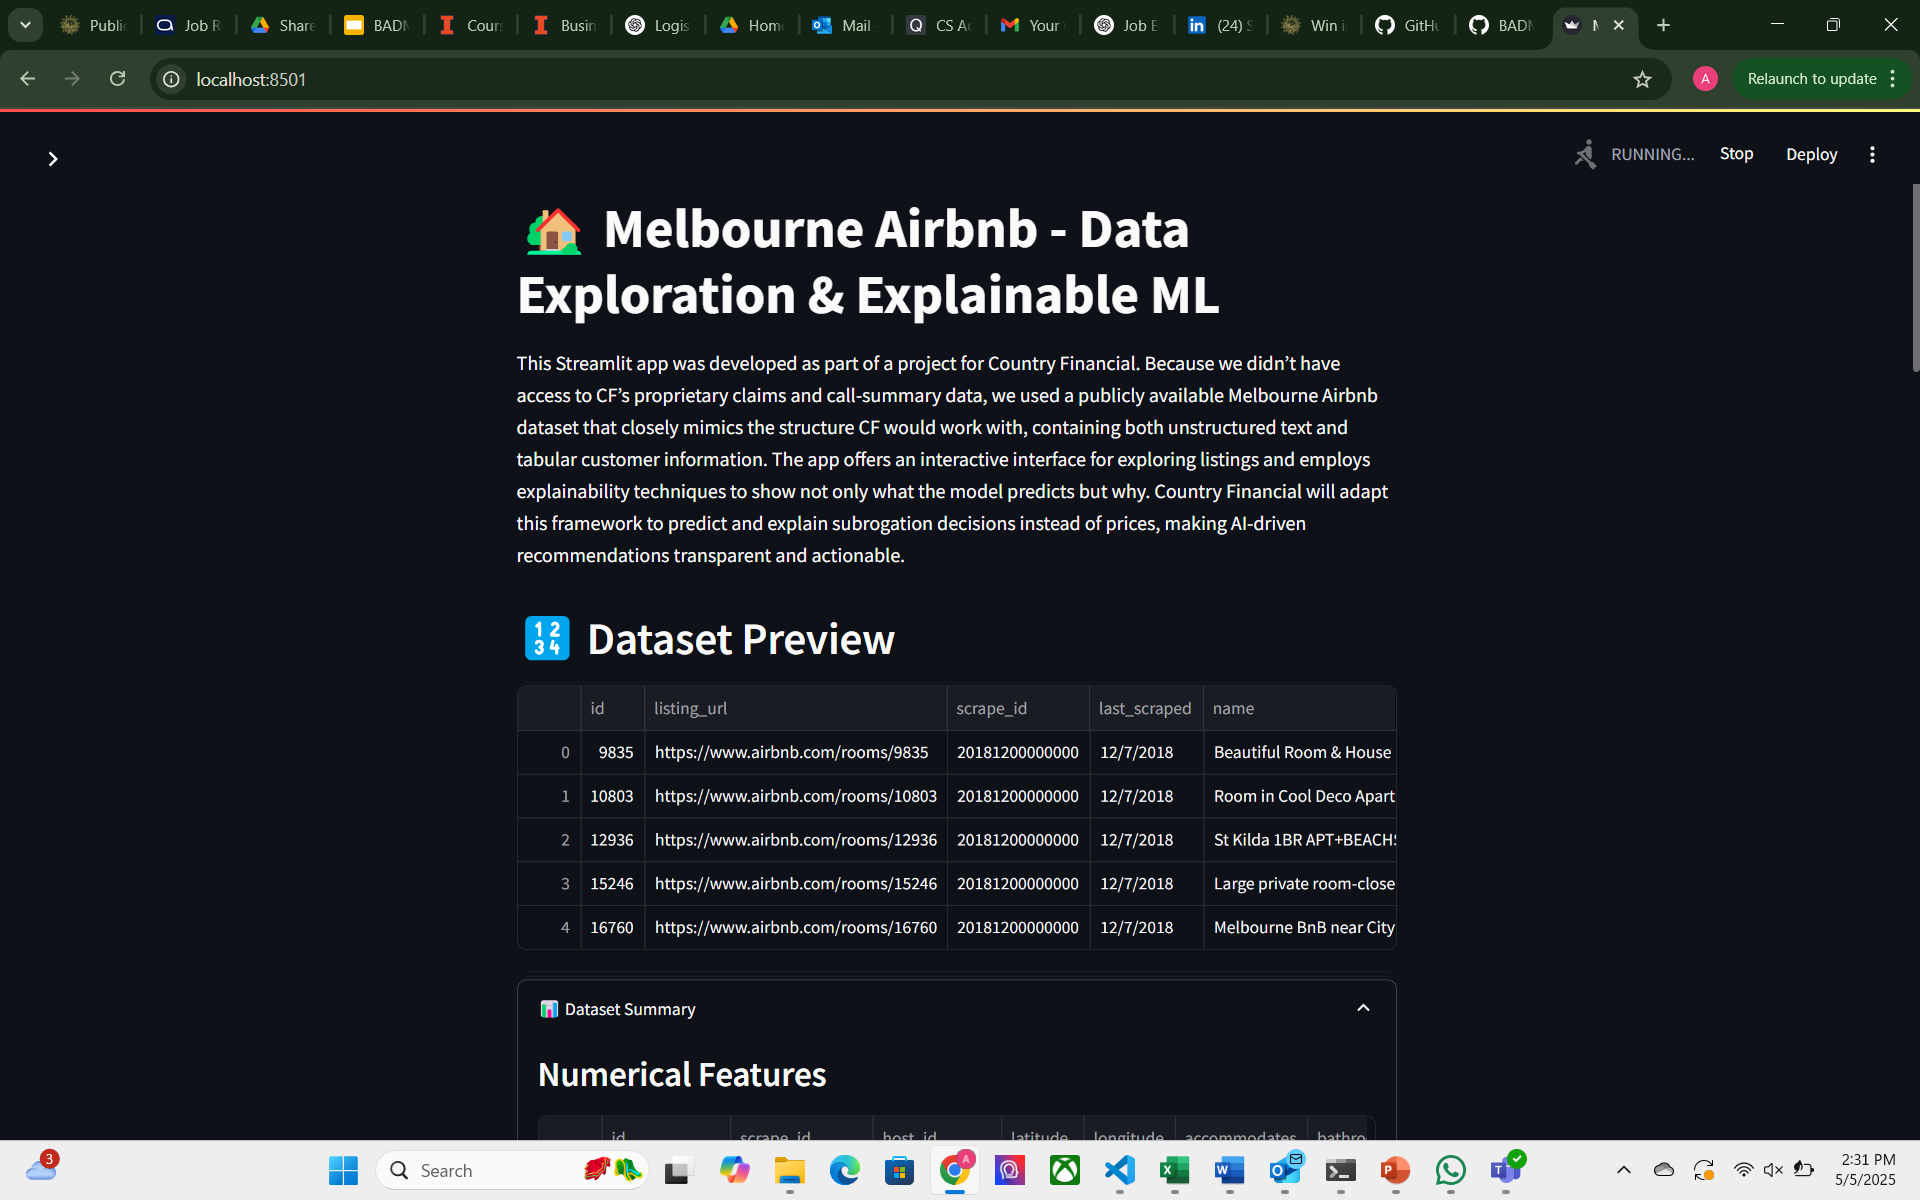 Public
Job R
Share
BADM
Cours
Busin
Logis
Home
Mail
CS Ac
Your
Job E
(24) S
Win i
GitHu
BADM
localhost:8501
A
Relaunch to update
RUNNING...
Stop
Deploy
Melbourne Airbnb - Data
Exploration & Explainable ML
This Streamlit app was developed as part of a project for Country Financial. Because we didn’t have
access to CF’s proprietary claims and call-summary data, we used a publicly available Melbourne Airbnb
dataset that closely mimics the structure CF would work with, containing both unstructured text and
tabular customer information. The app offers an interactive interface for exploring listings and employs
explainability techniques to show not only what the model predicts but why. Country Financial will adapt
this framework to predict and explain subrogation decisions instead of prices, making AI-driven
recommendations transparent and actionable.
Dataset Preview
id listing_url scrape_id last_scraped name
0 9835 https://www.airbnb.com/rooms/9835 20181200000000 12/7/2018 Beautiful Room & House
1 10803 https://www.airbnb.com/rooms/10803 20181200000000 12/7/2018 Room in Cool Deco Apart
2 12936 https://www.airbnb.com/rooms/12936 20181200000000 12/7/2018 St Kilda 1BR APT+BEACHS
3 15246 https://www.airbnb.com/rooms/15246 20181200000000 12/7/2018 Large private room-close
4 16760 https://www.airbnb.com/rooms/16760 20181200000000 12/7/2018 Melbourne BnB near City
Dataset Summary
Numerical Features
id scrape_id host_id latitude longitude accommodates bathro
3
Search
2:31 PM
5/5/2025